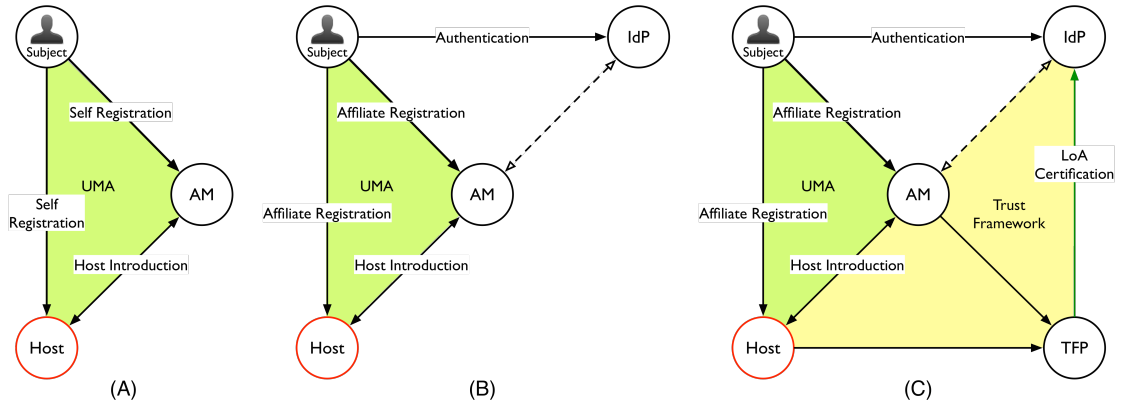 Subject
Self Registration
UMA
AM
Self
Registration
Host Introduction
Host
(A)
Subject
Authentication
IdP
Affiliate Registration
UMA
AM
Affiliate Registration
Host Introduction
Host
(B)
Subject
Authentication
IdP
Affiliate Registration
LoA
Certification
UMA
AM
Affiliate Registration
Trust
Framework
Host Introduction
Host
TFP
(C)